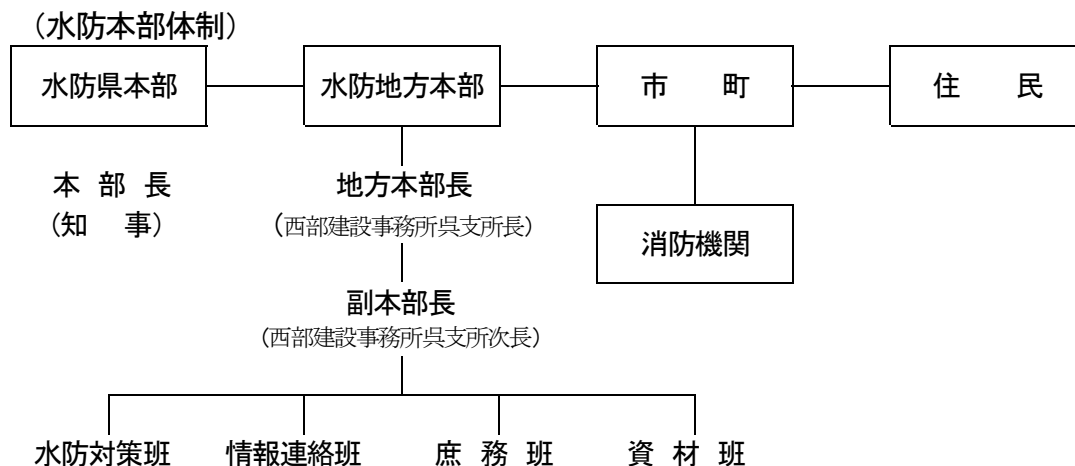 （水防本部体制）
水防県本部　水防地方本部　市　町　住　民
本 部 長　地方本部長
（知　事）　（西部建設事務所呉支所長）
消防機関
副本部長
（西部建設事務所呉支所次長）
水防対策班　情報連絡班　庶 務 班　資 材 班